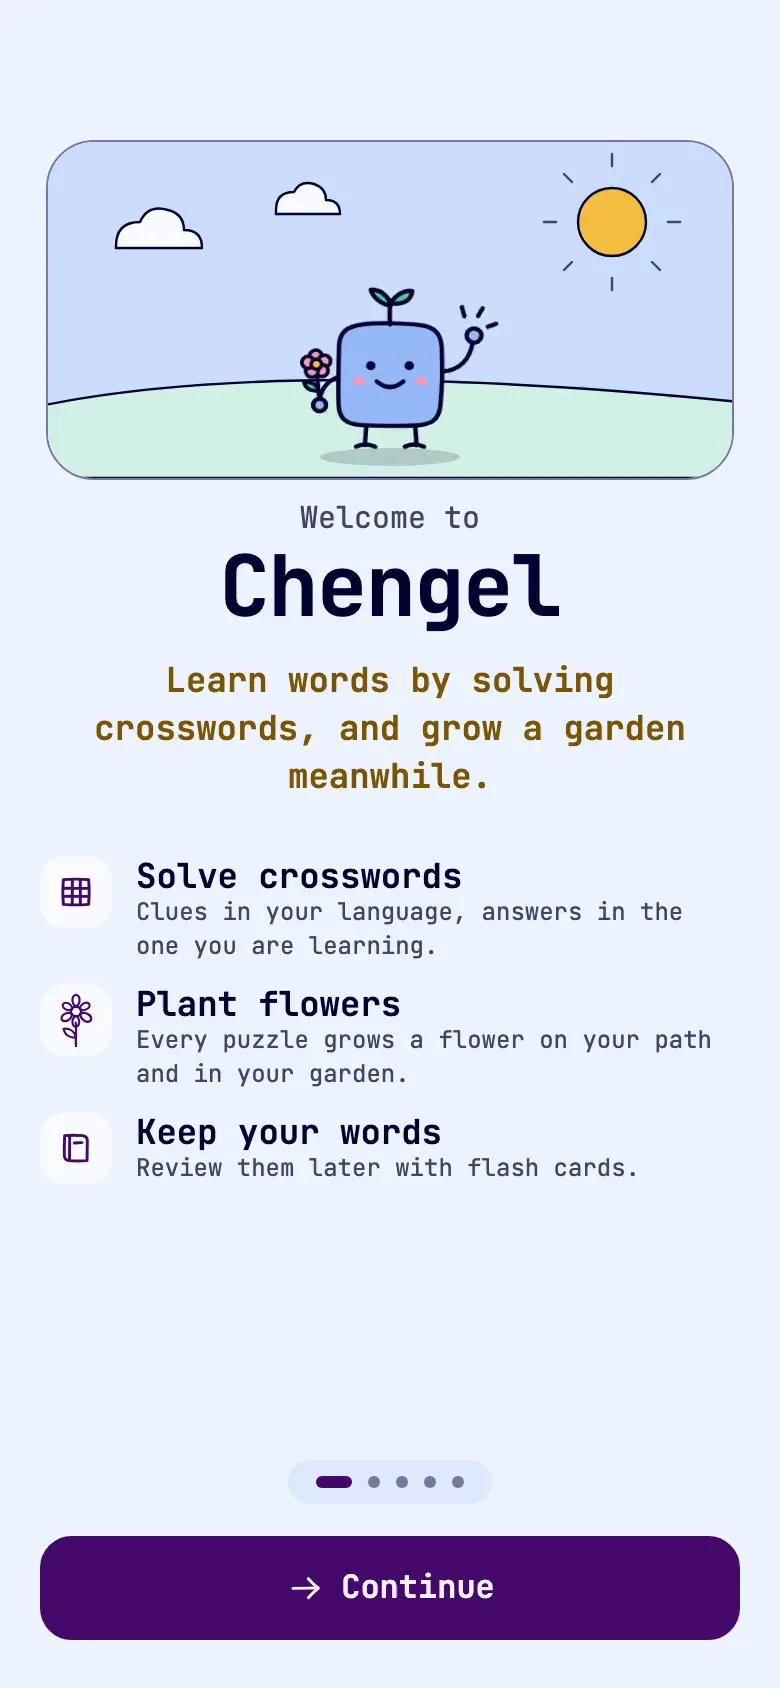 Welcome to
Chengel
Learn words by solving
crosswords, and grow a garden
meanwhile.
Solve crosswords
Clues in your language, answers in the
one you are learning.
Plant flowers
Every puzzle grows a flower on your path
and in your garden.
Keep your words
Review them later with flash cards.
Continue